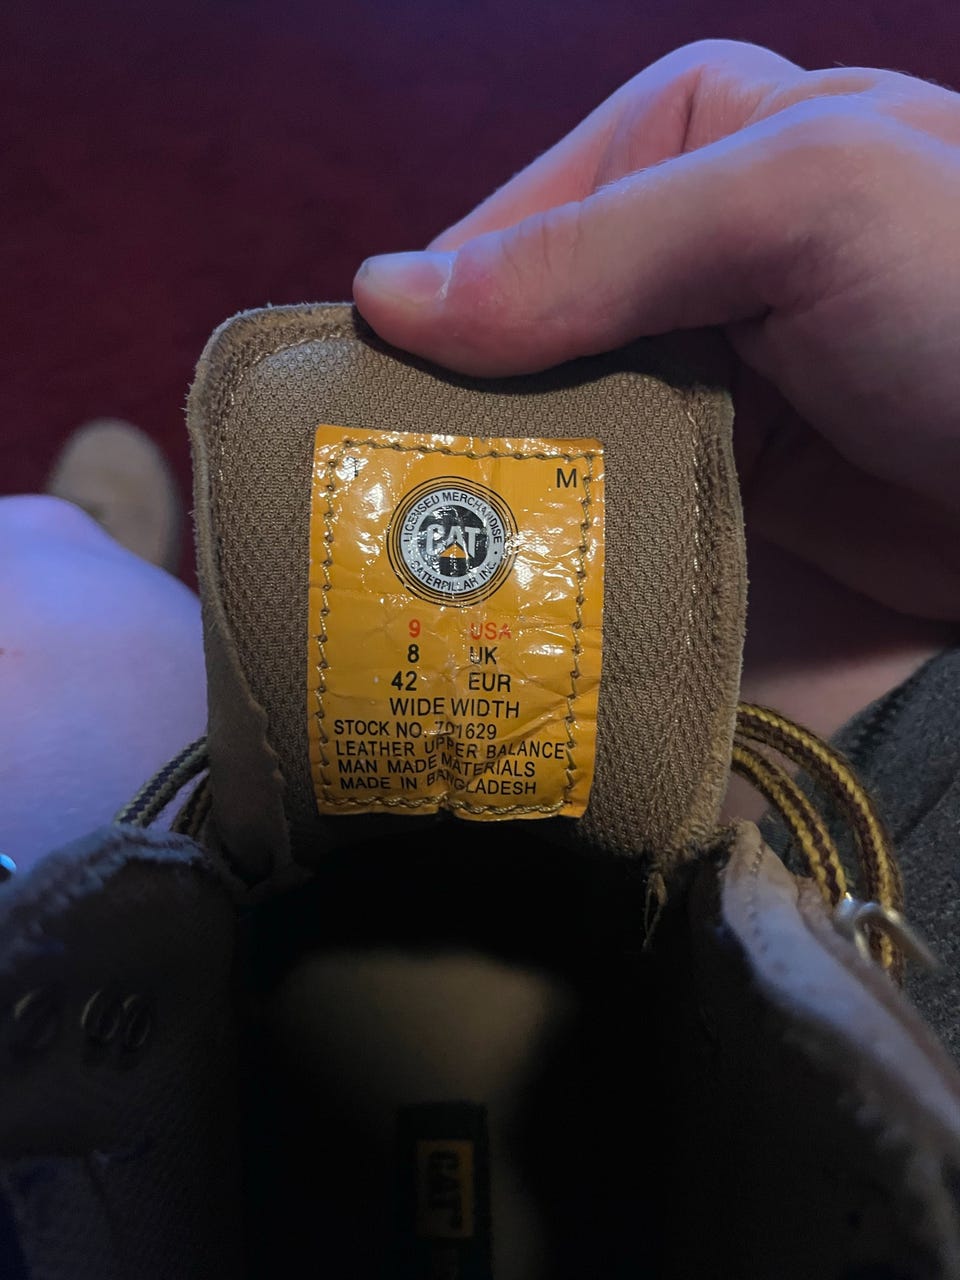 M
LICENSED MERCHANDISE
CAT
CATERPILLAR INC.
9 USA
8 UK
42 EUR
WIDE WIDTH
STOCK NO. 701629
LEATHER UPPER BALANCE
MAN MADE MATERIALS
MADE IN BANGLADESH
CAT